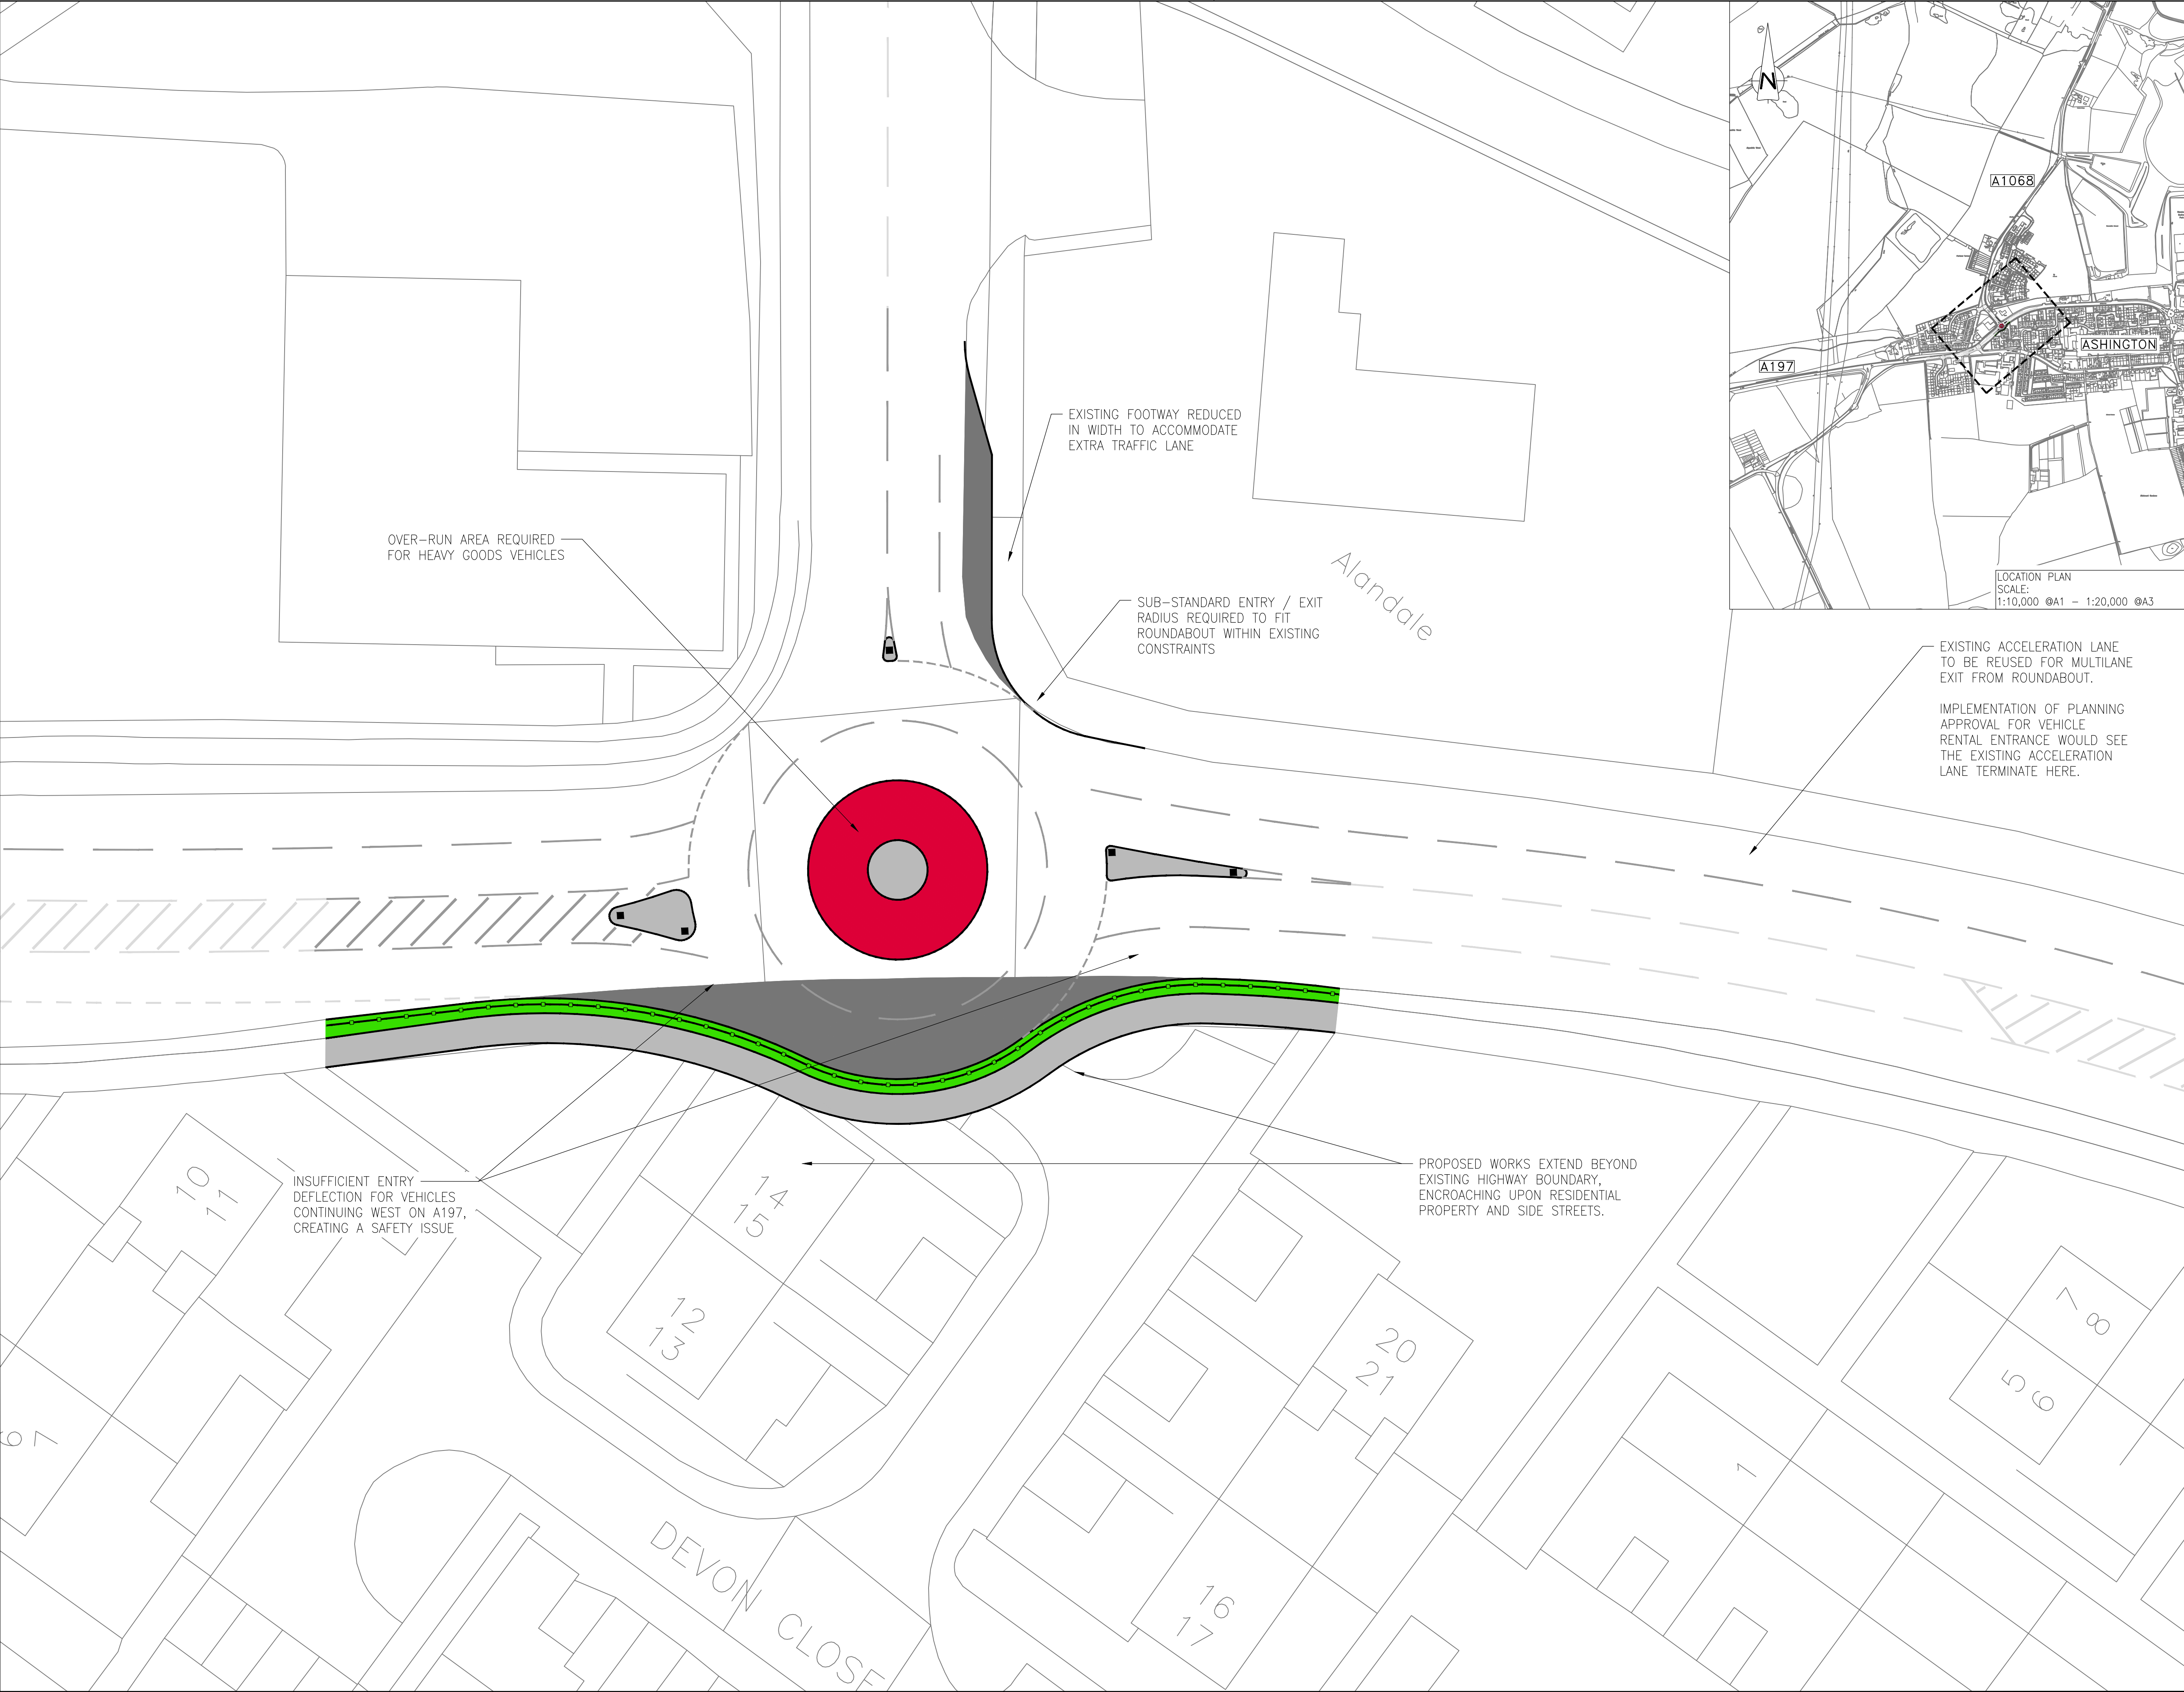 N
A1068
A197
ASHINGTON
LOCATION PLAN
SCALE:
1:10,000 @A1 - 1:20,000 @A3
EXISTING FOOTWAY REDUCED
IN WIDTH TO ACCOMMODATE
EXTRA TRAFFIC LANE
OVER-RUN AREA REQUIRED
FOR HEAVY GOODS VEHICLES
SUB-STANDARD ENTRY / EXIT
RADIUS REQUIRED TO FIT
ROUNDABOUT WITHIN EXISTING
CONSTRAINTS
Alandale
EXISTING ACCELERATION LANE
TO BE REUSED FOR MULTILANE
EXIT FROM ROUNDABOUT.
IMPLEMENTATION OF PLANNING
APPROVAL FOR VEHICLE
RENTAL ENTRANCE WOULD SEE
THE EXISTING ACCELERATION
LANE TERMINATE HERE.
INSUFFICIENT ENTRY
DEFLECTION FOR VEHICLES
CONTINUING WEST ON A197,
CREATING A SAFETY ISSUE
PROPOSED WORKS EXTEND BEYOND
EXISTING HIGHWAY BOUNDARY,
ENCROACHING UPON RESIDENTIAL
PROPERTY AND SIDE STREETS.
10
11
14
15
12
13
20
21
7
8
5
6
1
6
7
16
17
DEVON CLOSE